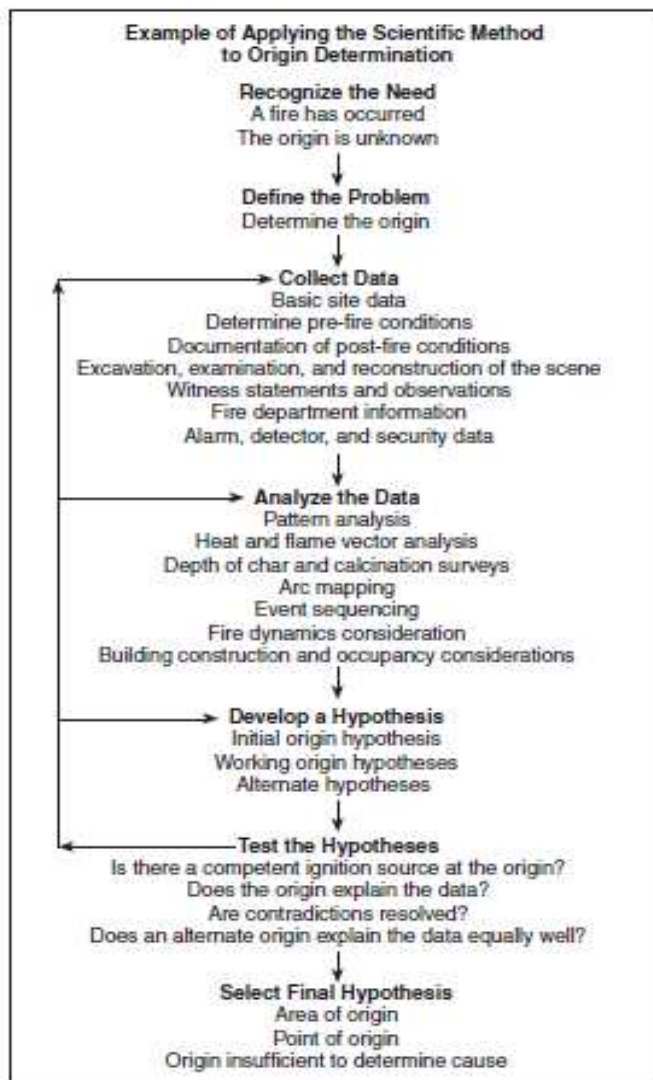 Example of Applying the Scientific Method
to Origin Determination
Recognize the Need
A fire has occurred
The origin is unknown
Define the Problem
Determine the origin
Collect Data
Basic site data
Determine pre-fire conditions
Documentation of post-fire conditions
Excavation, examination, and reconstruction of the scene
Witness statements and observations
Fire department information
Alarm, detector, and security data
Analyze the Data
Pattern analysis
Heat and flame vector analysis
Depth of char and calcination surveys
Arc mapping
Event sequencing
Fire dynamics consideration
Building construction and occupancy considerations
Develop a Hypothesis
Initial origin hypothesis
Working origin hypotheses
Alternate hypotheses
Test the Hypotheses
Is there a competent ignition source at the origin?
Does the origin explain the data?
Are contradictions resolved?
Does an alternate origin explain the data equally well?
Select Final Hypothesis
Area of origin
Point of origin
Origin insufficient to determine cause